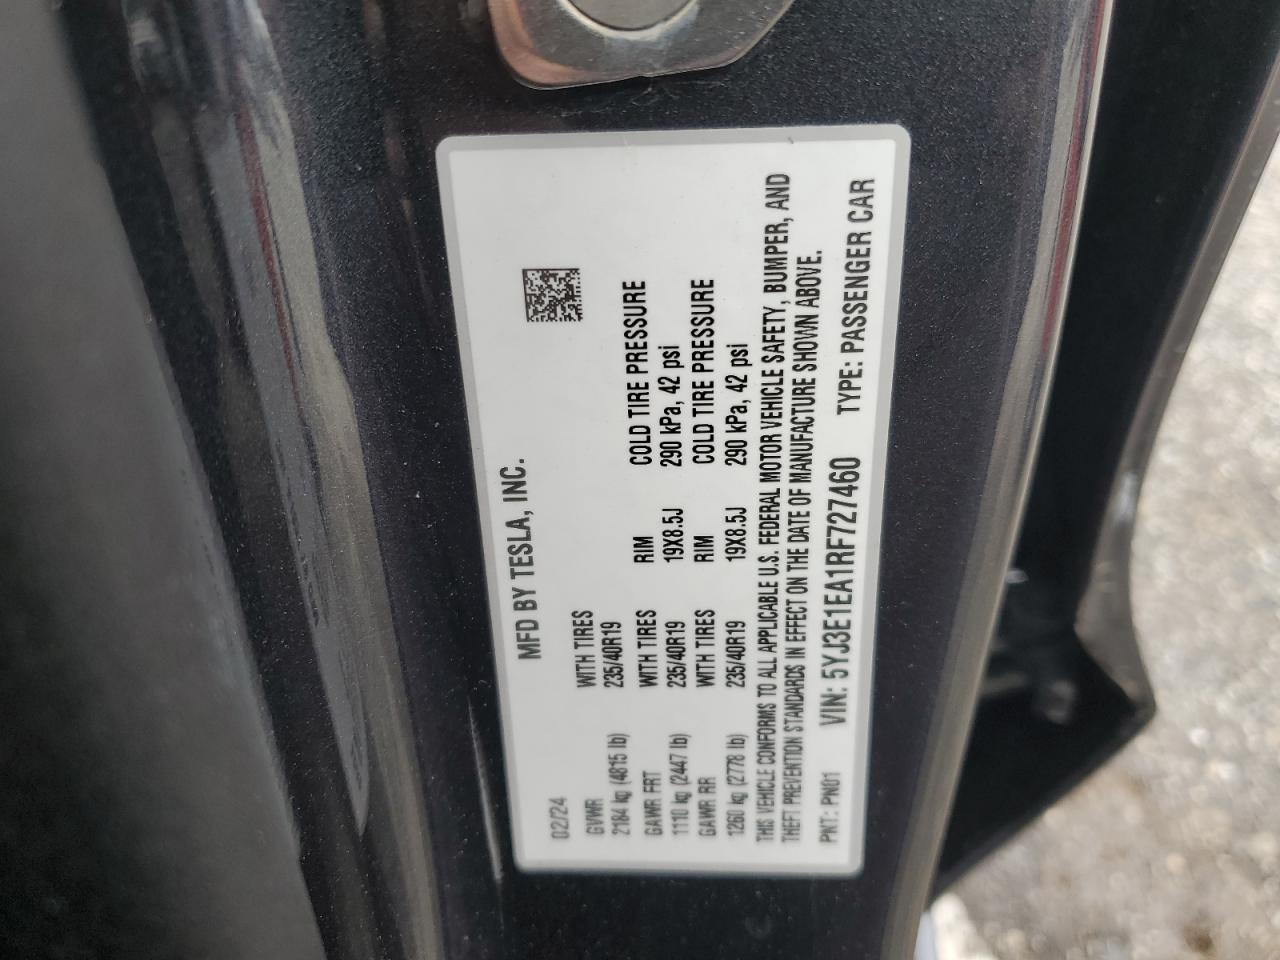 MFD BY TESLA, INC.
02/24
GVWR WITH TIRES
2184 kg (4815 lb) 235/40R19
GAWR FRT WITH TIRES RIM COLD TIRE PRESSURE
1110 kg (2447 lb) 235/40R19 19X8.5J 290 kPa, 42 psi
GAWR RR WITH TIRES RIM COLD TIRE PRESSURE
1260 kg (2778 lb) 235/40R19 19X8.5J 290 kPa, 42 psi
THIS VEHICLE CONFORMS TO ALL APPLICABLE U.S. FEDERAL MOTOR VEHICLE SAFETY, BUMPER, AND
THEFT PREVENTION STANDARDS IN EFFECT ON THE DATE OF MANUFACTURE SHOWN ABOVE.
PKT: PN01 VIN: 5YJ3E1EA1RF727460 TYPE: PASSENGER CAR